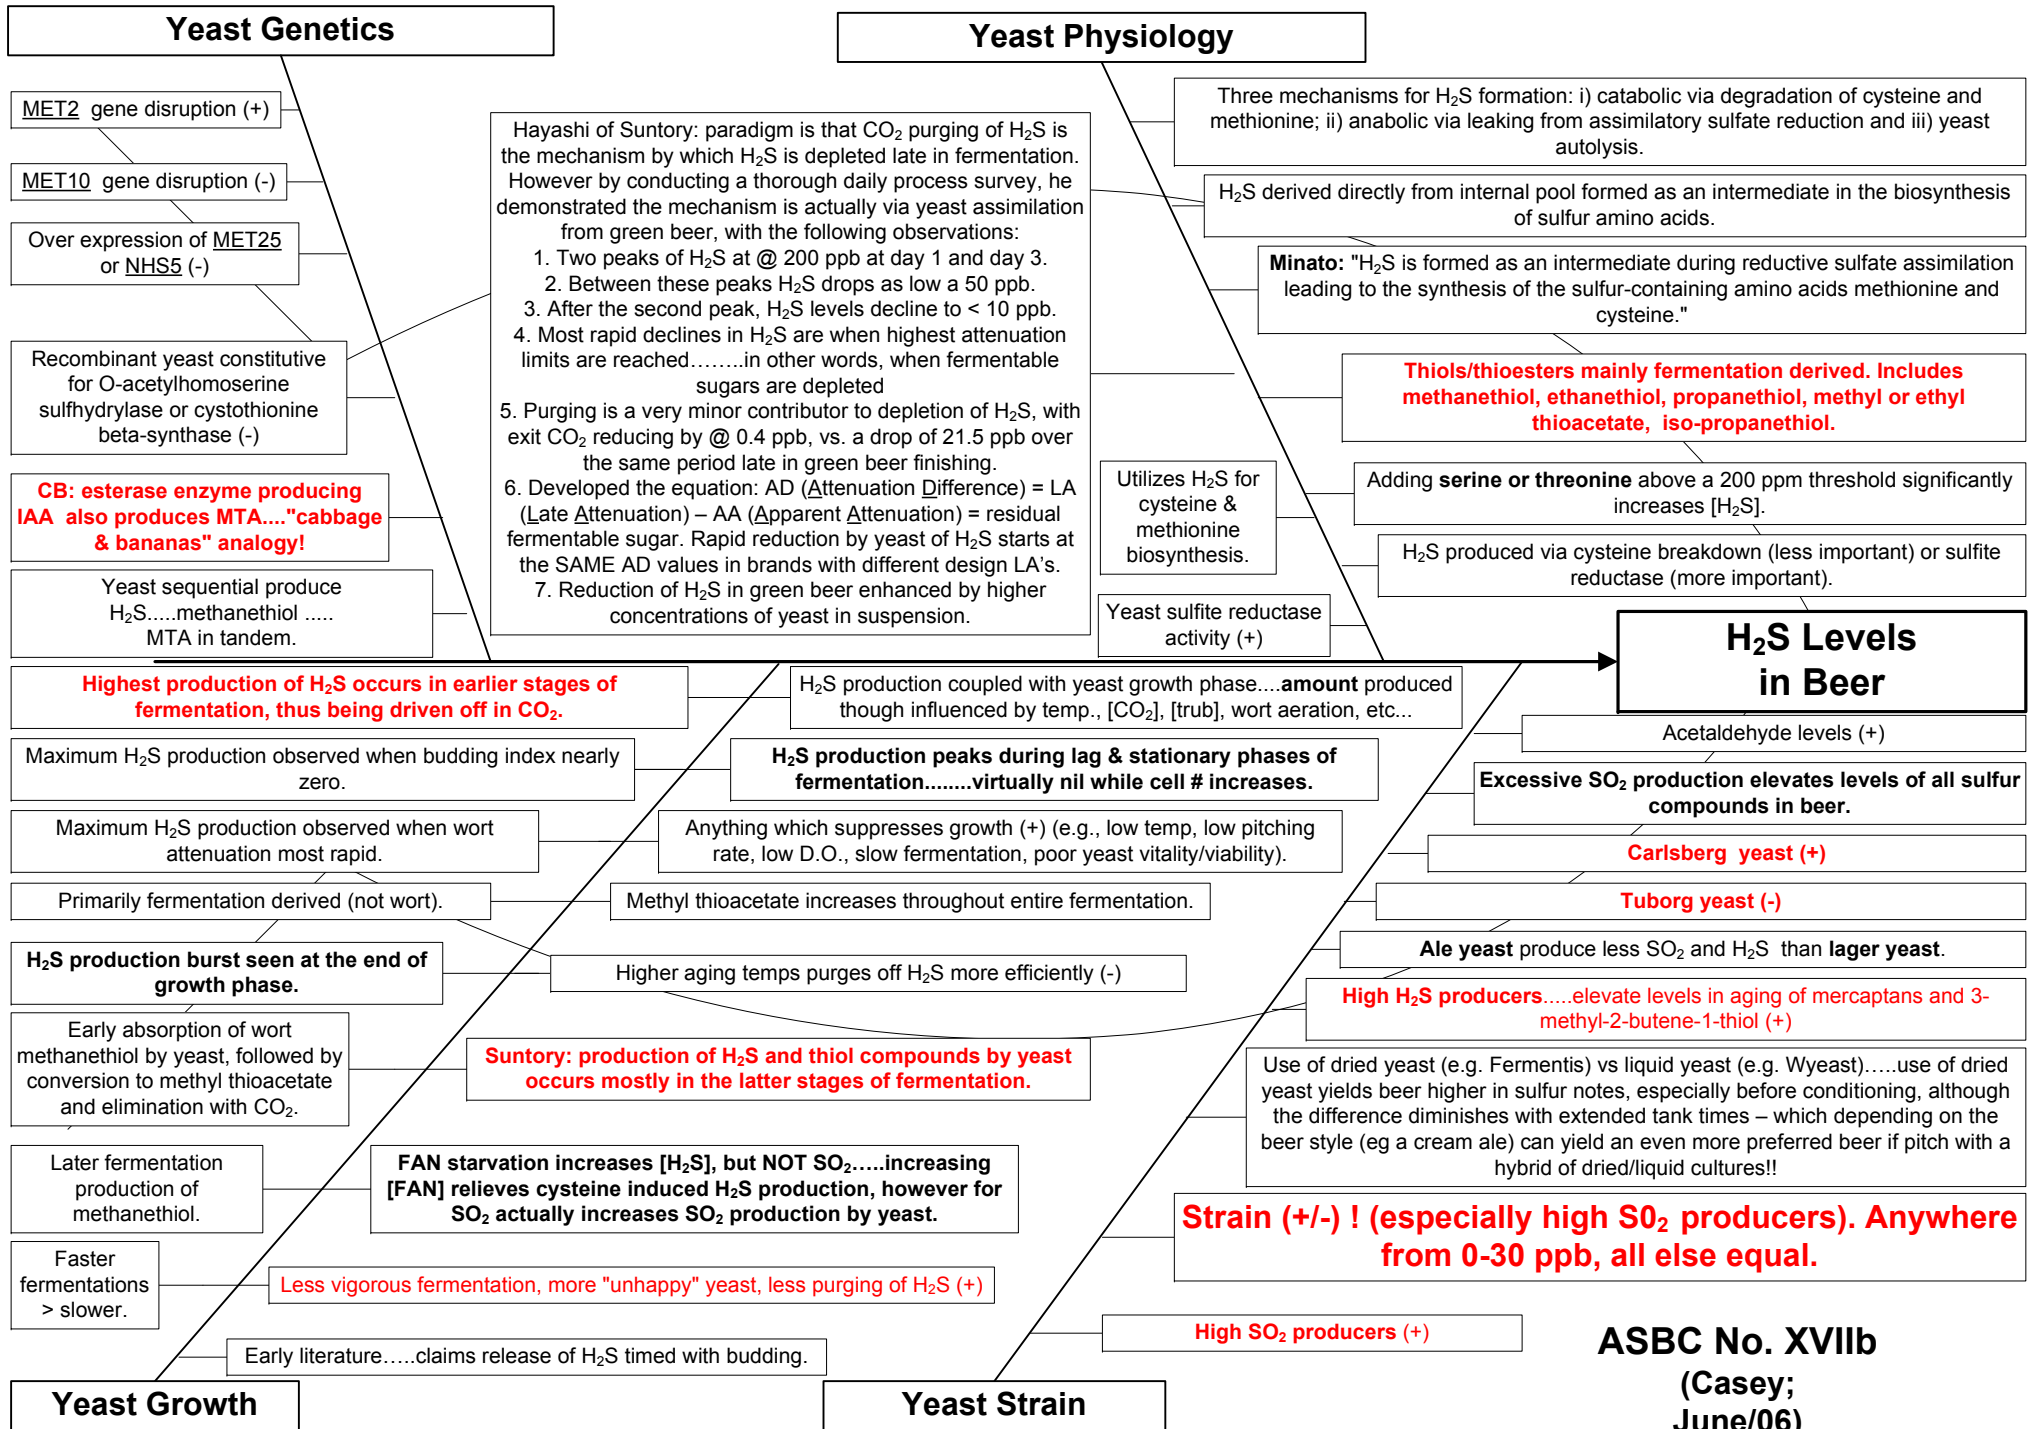 Yeast Genetics
MET2 gene disruption (+)
MET10 gene disruption (-)
Over expression of MET25
or NHS5 (-)
Recombinant yeast constitutive
for O-acetylhomoserine
sulfhydrylase or cystothionine
beta-synthase (-)
CB: esterase enzyme producing
IAA also produces MTA...."cabbage
& bananas" analogy!
Yeast sequential produce
H₂S.....methanethiol .....
MTA in tandem.
Hayashi of Suntory: paradigm is that CO₂ purging of H₂S is
the mechanism by which H₂S is depleted late in fermentation.
However by conducting a thorough daily process survey, he
demonstrated the mechanism is actually via yeast assimilation
from green beer, with the following observations:
1. Two peaks of H₂S at @ 200 ppb at day 1 and day 3.
2. Between these peaks H₂S drops as low a 50 ppb.
3. After the second peak, H₂S levels decline to < 10 ppb.
4. Most rapid declines in H₂S are when highest attenuation
limits are reached........in other words, when fermentable
sugars are depleted
5. Purging is a very minor contributor to depletion of H₂S, with
exit CO₂ reducing by @ 0.4 ppb, vs. a drop of 21.5 ppb over
the same period late in green beer finishing.
6. Developed the equation: AD (Attenuation Difference) = LA
(Late Attenuation) – AA (Apparent Attenuation) = residual
fermentable sugar. Rapid reduction by yeast of H₂S starts at
the SAME AD values in brands with different design LA's.
7. Reduction of H₂S in green beer enhanced by higher
concentrations of yeast in suspension.
Yeast Physiology
Three mechanisms for H₂S formation: i) catabolic via degradation of cysteine and
methionine; ii) anabolic via leaking from assimilatory sulfate reduction and iii) yeast
autolysis.
H₂S derived directly from internal pool formed as an intermediate in the biosynthesis
of sulfur amino acids.
Minato: "H₂S is formed as an intermediate during reductive sulfate assimilation
leading to the synthesis of the sulfur-containing amino acids methionine and
cysteine."
Thiols/thioesters mainly fermentation derived. Includes
methanethiol, ethanethiol, propanethiol, methyl or ethyl
thioacetate, iso-propanethiol.
Utilizes H₂S for
cysteine &
methionine
biosynthesis.
Adding serine or threonine above a 200 ppm threshold significantly
increases [H₂S].
H₂S produced via cysteine breakdown (less important) or sulfite
reductase (more important).
Yeast sulfite reductase
activity (+)
H₂S Levels
in Beer
Highest production of H₂S occurs in earlier stages of
fermentation, thus being driven off in CO₂.
H₂S production coupled with yeast growth phase....amount produced
though influenced by temp., [CO₂], [trub], wort aeration, etc...
Maximum H₂S production observed when budding index nearly
zero.
H₂S production peaks during lag & stationary phases of
fermentation........virtually nil while cell # increases.
Maximum H₂S production observed when wort
attenuation most rapid.
Anything which suppresses growth (+) (e.g., low temp, low pitching
rate, low D.O., slow fermentation, poor yeast vitality/viability).
Primarily fermentation derived (not wort).
Methyl thioacetate increases throughout entire fermentation.
H₂S production burst seen at the end of
growth phase.
Higher aging temps purges off H₂S more efficiently (-)
Early absorption of wort
methanethiol by yeast, followed by
conversion to methyl thioacetate
and elimination with CO₂.
Suntory: production of H₂S and thiol compounds by yeast
occurs mostly in the latter stages of fermentation.
Later fermentation
production of
methanethiol.
FAN starvation increases [H₂S], but NOT SO₂.....increasing
[FAN] relieves cysteine induced H₂S production, however for
SO₂ actually increases SO₂ production by yeast.
Faster
fermentations
> slower.
Less vigorous fermentation, more "unhappy" yeast, less purging of H₂S (+)
Early literature.....claims release of H₂S timed with budding.
Yeast Growth
Acetaldehyde levels (+)
Excessive SO₂ production elevates levels of all sulfur
compounds in beer.
Carlsberg yeast (+)
Tuborg yeast (-)
Ale yeast produce less SO₂ and H₂S than lager yeast.
High H₂S producers.....elevate levels in aging of mercaptans and 3-
methyl-2-butene-1-thiol (+)
Use of dried yeast (e.g. Fermentis) vs liquid yeast (e.g. Wyeast).....use of dried
yeast yields beer higher in sulfur notes, especially before conditioning, although
the difference diminishes with extended tank times – which depending on the
beer style (eg a cream ale) can yield an even more preferred beer if pitch with a
hybrid of dried/liquid cultures!!
Strain (+/-) ! (especially high S0₂ producers). Anywhere
from 0-30 ppb, all else equal.
High SO₂ producers (+)
Yeast Strain
ASBC No. XVIIb
(Casey;
June/06)